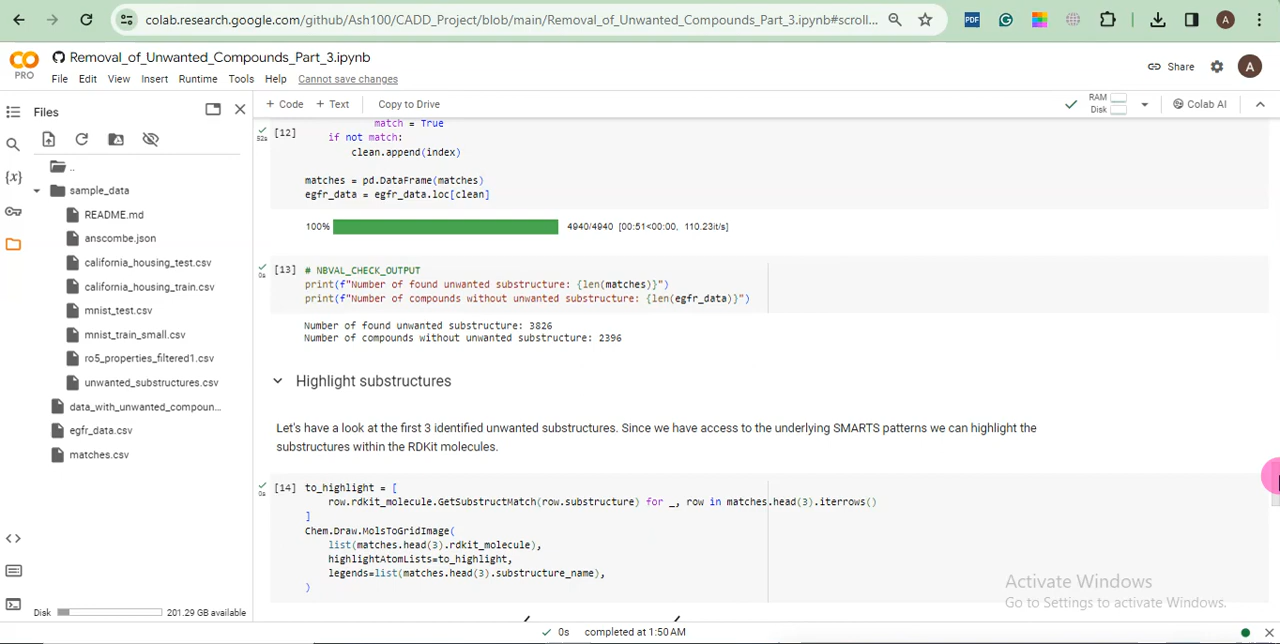 colab.research.google.com/github/Ash100/CADD_Project/blob/main/Removal_of_Unwanted_Compounds_Part_3.ipynb#scroll...
PDF
A
CO
PRO
Removal_of_Unwanted_Compounds_Part_3.ipynb
File Edit View Insert Runtime Tools Help Cannot save changes
Share
A
Files
+ Code + Text Copy to Drive
RAM
Disk
Colab AI
..
sample_data
README.md
anscombe.json
california_housing_test.csv
california_housing_train.csv
mnist_test.csv
mnist_train_small.csv
ro5_properties_filtered1.csv
unwanted_substructures.csv
data_with_unwanted_compoun...
egfr_data.csv
matches.csv
Disk 201.29 GB available
52s
[12]
match = True
if not match:
clean.append(index)
matches = pd.DataFrame(matches)
egfr_data = egfr_data.loc[clean]
100% 4940/4940 [00:51<00:00, 110.23it/s]
0s
[13] # NBVAL_CHECK_OUTPUT
print(f"Number of found unwanted substructure: {len(matches)}")
print(f"Number of compounds without unwanted substructure: {len(egfr_data)}")
Number of found unwanted substructure: 3826
Number of compounds without unwanted substructure: 2396
Highlight substructures
Let's have a look at the first 3 identified unwanted substructures. Since we have access to the underlying SMARTS patterns we can highlight the
substructures within the RDKit molecules.
0s
[14] to_highlight = [
row.rdkit_molecule.GetSubstructMatch(row.substructure) for _, row in matches.head(3).iterrows()
]
Chem.Draw.MolsToGridImage(
list(matches.head(3).rdkit_molecule),
highlightAtomLists=to_highlight,
legends=list(matches.head(3).substructure_name),
)
Activate Windows
Go to Settings to activate Windows.
0s completed at 1:50 AM